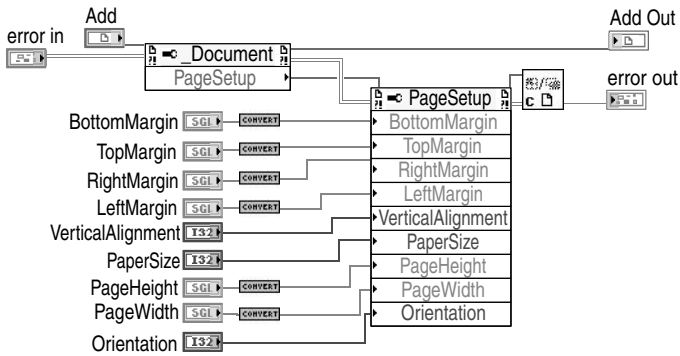 Add
Add Out
error in
_Document
PageSetup
error out
PageSetup
C
BottomMargin SGL CONVERT BottomMargin
TopMargin SGL CONVERT TopMargin
RightMargin SGL CONVERT RightMargin
LeftMargin SGL CONVERT LeftMargin
VerticalAlignment I32 VerticalAlignment
PaperSize I32 PaperSize
PageHeight SGL CONVERT PageHeight
PageWidth SGL CONVERT PageWidth
Orientation I32 Orientation